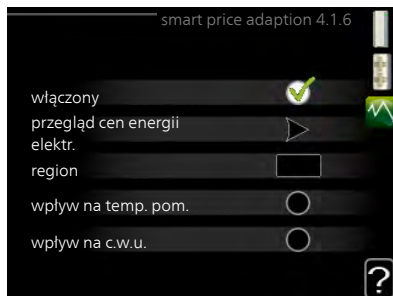 smart price adaption 4.1.6
włączony
przegląd cen energii
elektr.
region
wpływ na temp. pom.
wpływ na c.w.u.
?